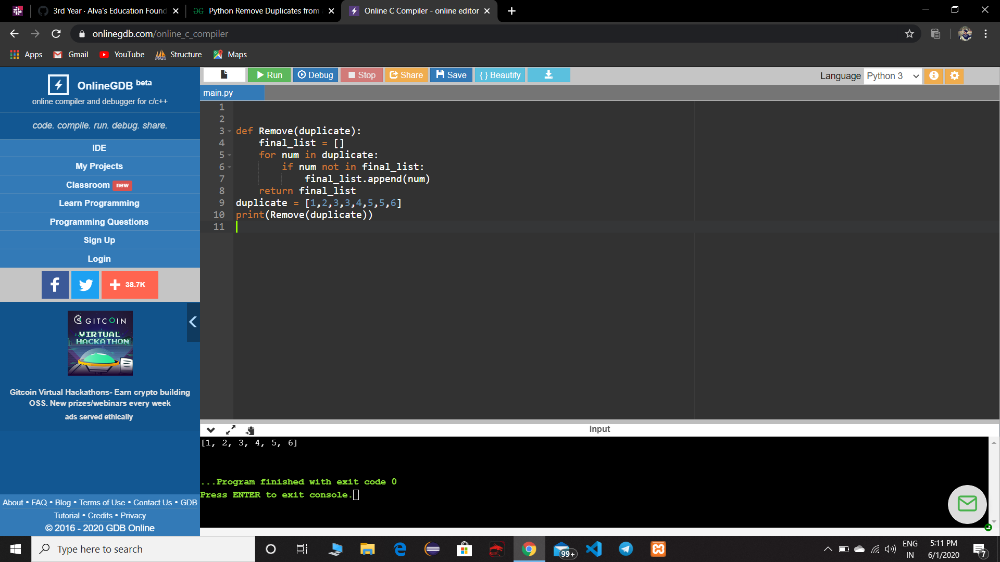 3rd Year · Alva's Education Found
Python Remove Duplicates from
Online C Compiler - online editor
onlinegdb.com/online_c_compiler
Apps
Gmail
YouTube
Structure
Maps
OnlineGDB beta
online compiler and debugger for c/c++
code. compile. run. debug. share.
IDE
My Projects
Classroom new
Learn Programming
Programming Questions
Sign Up
Login
38.7K
GITCOIN
VIRTUAL
HACKATHON
Gitcoin Virtual Hackathons- Earn crypto building
OSS. New prizes/webinars every week
ads served ethically
About • FAQ • Blog • Terms of Use • Contact Us • GDB
Tutorial • Credits • Privacy
© 2016 - 2020 GDB Online
Run
Debug
Stop
Share
Save
{ } Beautify
Language Python 3
main.py
1
2
3 def Remove(duplicate):
4     final_list = []
5     for num in duplicate:
6         if num not in final_list:
7             final_list.append(num)
8     return final_list
9 duplicate = [1,2,3,3,4,5,5,6]
10 print(Remove(duplicate))
11
input
[1, 2, 3, 4, 5, 6]
...Program finished with exit code 0
Press ENTER to exit console.
Type here to search
99+
ENG
IN
5:11 PM
6/1/2020
7